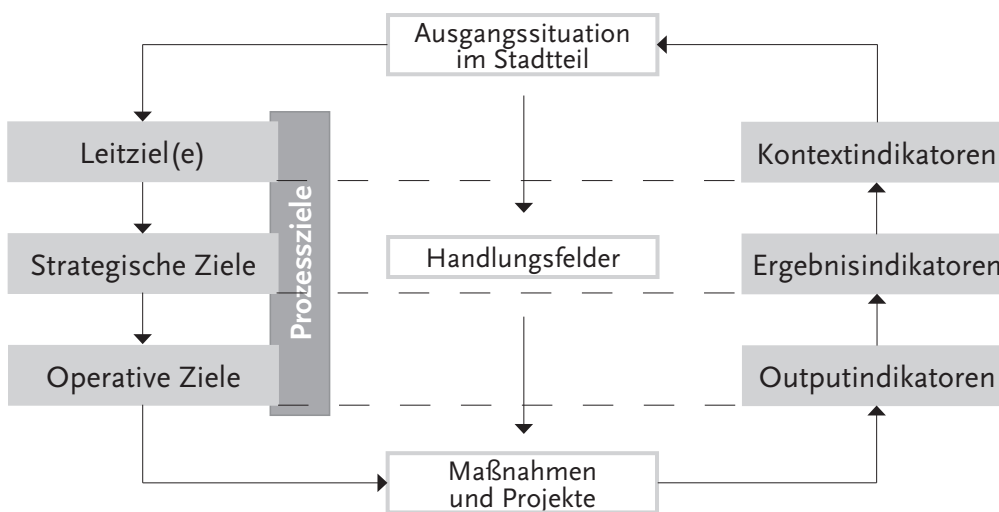 Ausgangssituation
im Stadtteil
Leitziel(e)
Kontextindikatoren
Prozessziele
Strategische Ziele
Handlungsfelder
Ergebnisindikatoren
Operative Ziele
Outputindikatoren
Maßnahmen
und Projekte